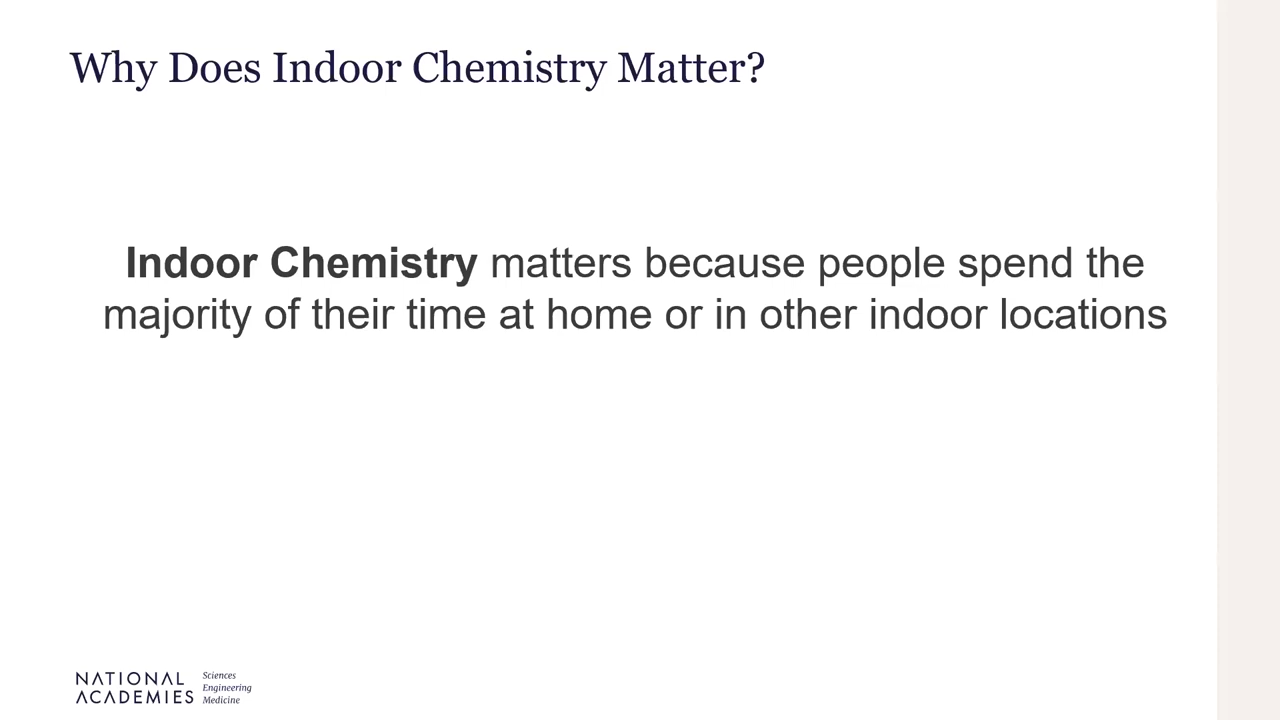 Why Does Indoor Chemistry Matter?
Indoor Chemistry matters because people spend the
majority of their time at home or in other indoor locations
NATIONAL
ACADEMIES
Sciences
Engineering
Medicine